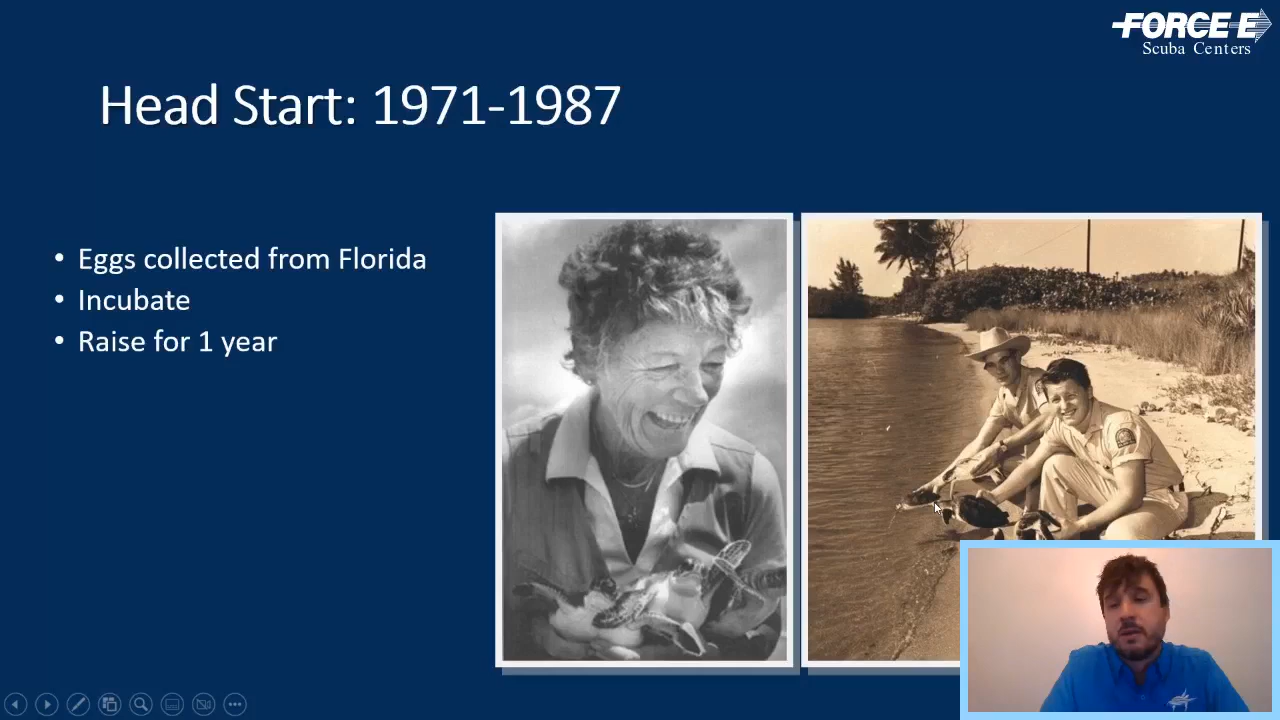 FORCE-E
Scuba Centers
Head Start: 1971-1987
• Eggs collected from Florida
• Incubate
• Raise for 1 year